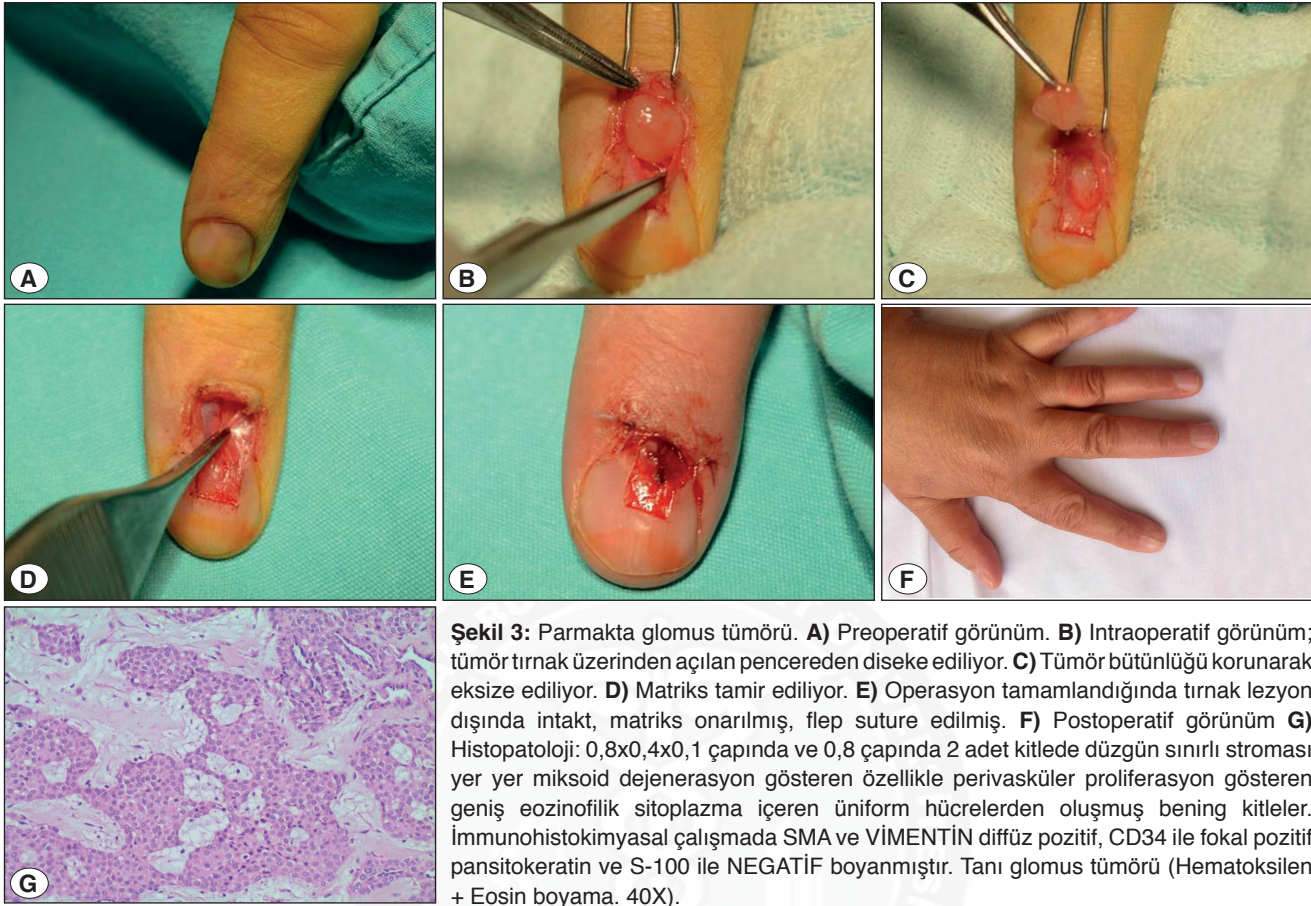 A
B
C
D
E
F
G
Şekil 3: Parmakta glomus tümörü. A) Preoperatif görünüm. B) Intraoperatif görünüm;
tümör tırnak üzerinden açılan pencereden diseke ediliyor. C) Tümör bütünlüğü korunarak
eksize ediliyor. D) Matriks tamir ediliyor. E) Operasyon tamamlandığında tırnak lezyon
dışında intakt, matriks onarılmış, flep suture edilmiş. F) Postoperatif görünüm G)
Histopatoloji: 0,8x0,4x0,1 çapında ve 0,8 çapında 2 adet kitlede düzgün sınırlı stroması
yer yer miksoid dejenerasyon gösteren özellikle perivasküler proliferasyon gösteren
geniş eozinofilik sitoplazma içeren üniform hücrelerden oluşmuş bening kitleler.
İmmunohistokimyasal çalışmada SMA ve VİMENTİN diffüz pozitif, CD34 ile fokal pozitif
pansitokeratin ve S-100 ile NEGATİF boyanmıştır. Tanı glomus tümörü (Hematoksilen
+ Eosin boyama. 40X).